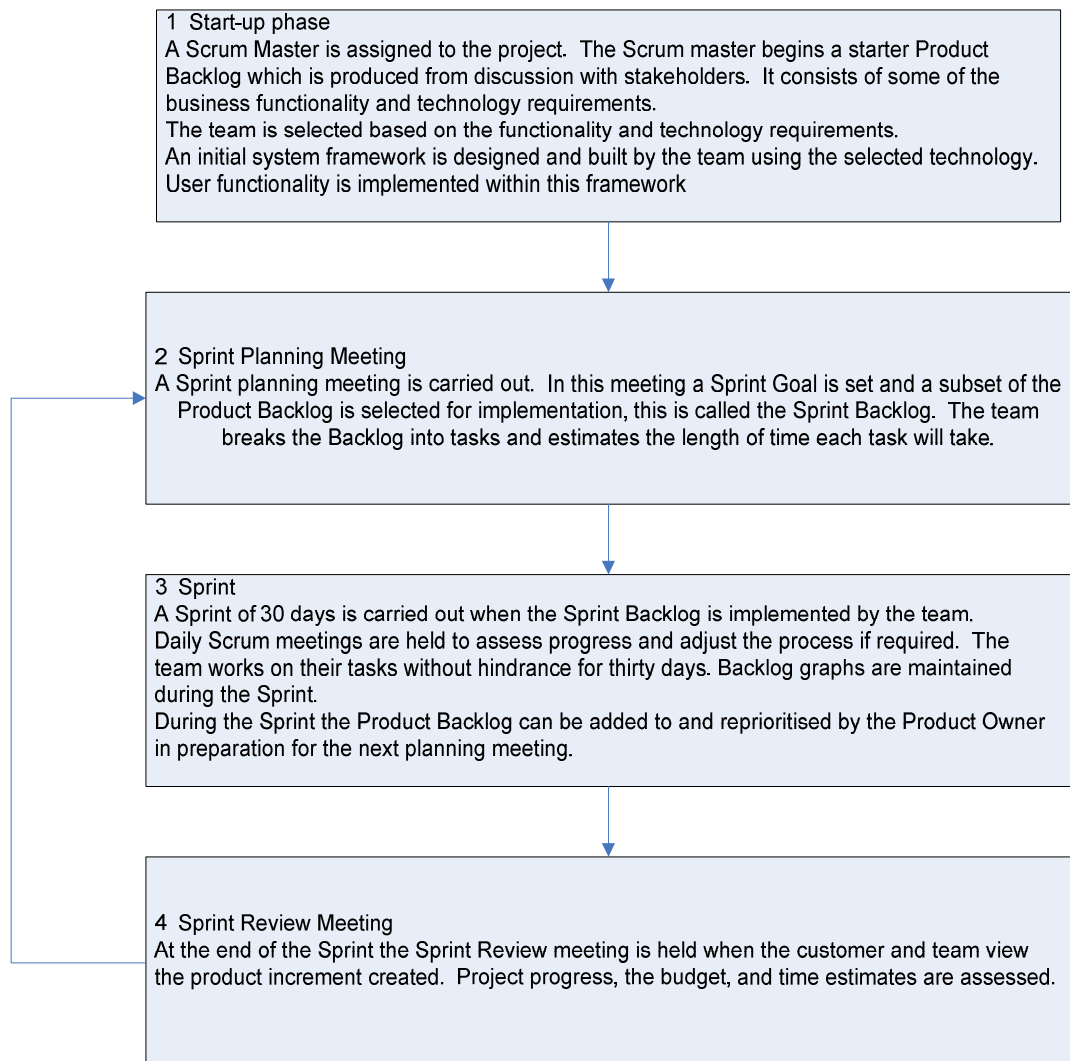 1 Start-up phase
A Scrum Master is assigned to the project. The Scrum master begins a starter Product
Backlog which is produced from discussion with stakeholders. It consists of some of the
business functionality and technology requirements.
The team is selected based on the functionality and technology requirements.
An initial system framework is designed and built by the team using the selected technology.
User functionality is implemented within this framework
2 Sprint Planning Meeting
A Sprint planning meeting is carried out. In this meeting a Sprint Goal is set and a subset of the
Product Backlog is selected for implementation, this is called the Sprint Backlog. The team
breaks the Backlog into tasks and estimates the length of time each task will take.
3 Sprint
A Sprint of 30 days is carried out when the Sprint Backlog is implemented by the team.
Daily Scrum meetings are held to assess progress and adjust the process if required. The
team works on their tasks without hindrance for thirty days. Backlog graphs are maintained
during the Sprint.
During the Sprint the Product Backlog can be added to and reprioritised by the Product Owner
in preparation for the next planning meeting.
4 Sprint Review Meeting
At the end of the Sprint the Sprint Review meeting is held when the customer and team view
the product increment created. Project progress, the budget, and time estimates are assessed.